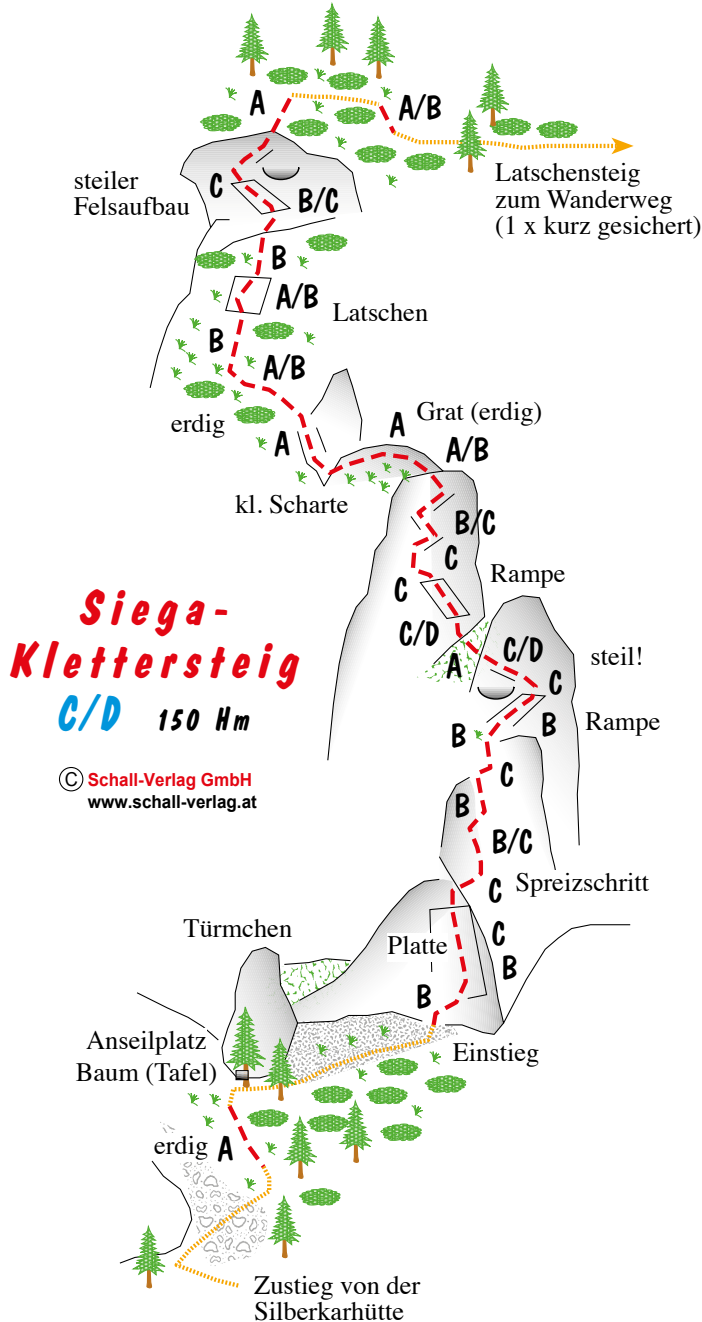 A
A/B
Latschensteig
zum Wanderweg
(1 x kurz gesichert)
steiler
Felsaufbau
C
B/C
B
A/B
Latschen
B
A/B
erdig
A
A
Grat (erdig)
A/B
kl. Scharte
B/C
C
Rampe
C
C/D
A
C/D
steil!
C
Rampe
B
B
Siega-
Klettersteig
C/D 150 Hm
© Schall-Verlag GmbH
www.schall-verlag.at
C
B
B/C
Spreizschritt
C
Türmchen
Platte
C
B
B
Anseilplatz
Baum (Tafel)
Einstieg
erdig
A
Zustieg von der
Silberkarhütte